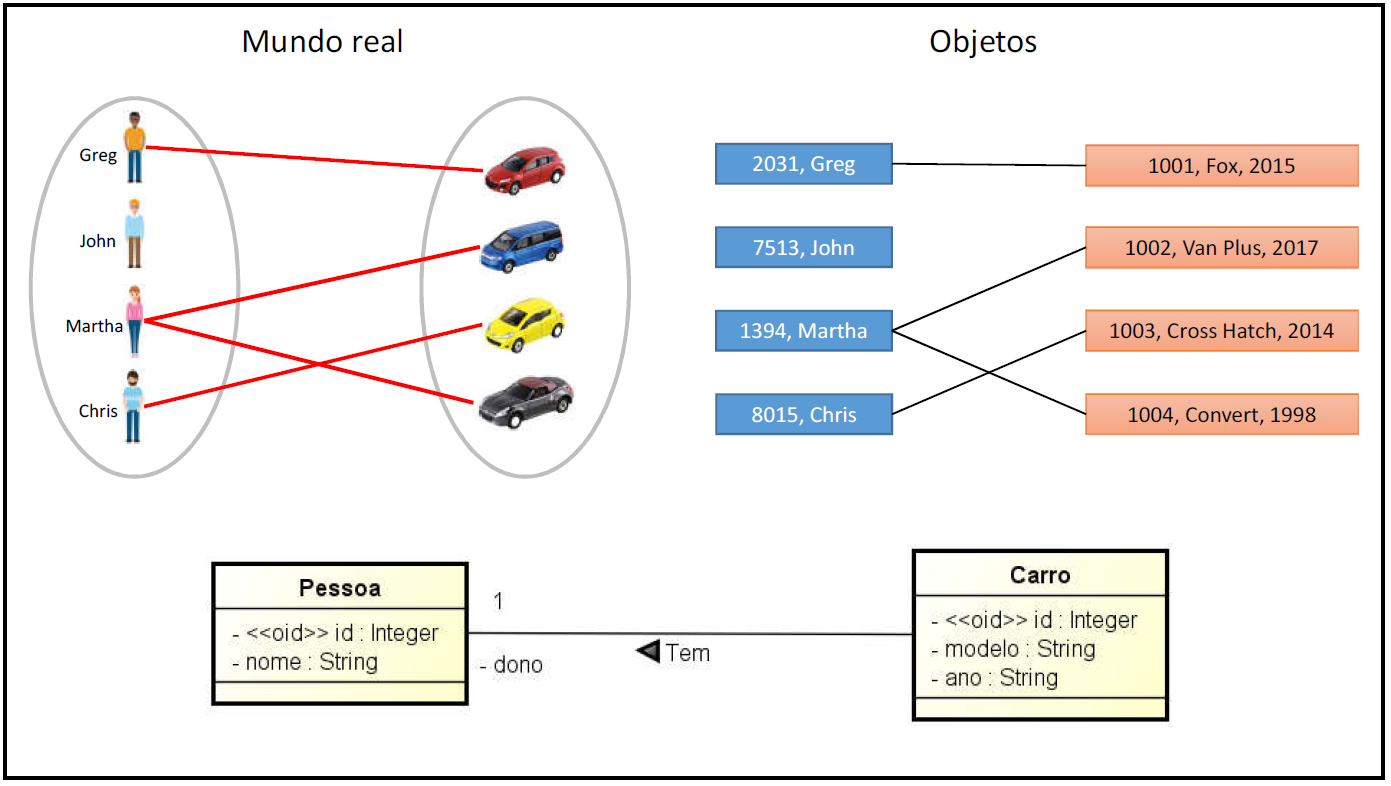 Mundo real
Objetos
Greg
John
Martha
Chris
2031, Greg
7513, John
1394, Martha
8015, Chris
1001, Fox, 2015
1002, Van Plus, 2017
1003, Cross Hatch, 2014
1004, Convert, 1998
Pessoa
- <<oid>> id : Integer
- nome : String
1
- dono
Tem
Carro
- <<oid>> id : Integer
- modelo : String
- ano : String